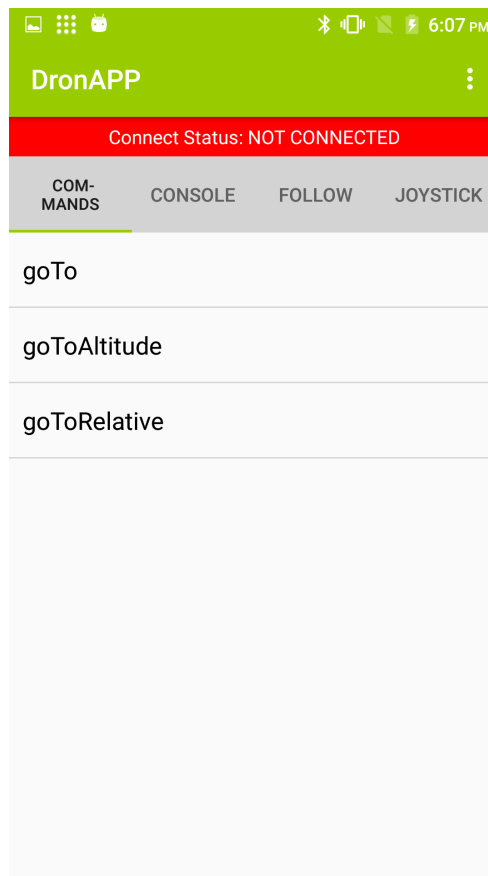 6:07 PM
DronAPP
Connect Status: NOT CONNECTED
COM-
MANDS
CONSOLE
FOLLOW
JOYSTICK
goTo
goToAltitude
goToRelative